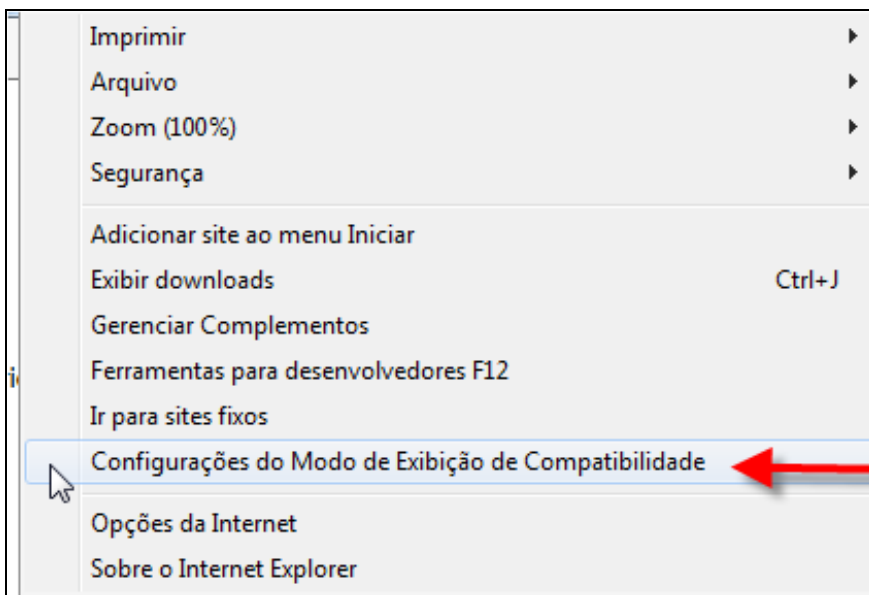 Imprimir
Arquivo
Zoom (100%)
Segurança
Adicionar site ao menu Iniciar
Exibir downloads Ctrl+J
Gerenciar Complementos
Ferramentas para desenvolvedores F12
Ir para sites fixos
Configurações do Modo de Exibição de Compatibilidade
Opções da Internet
Sobre o Internet Explorer